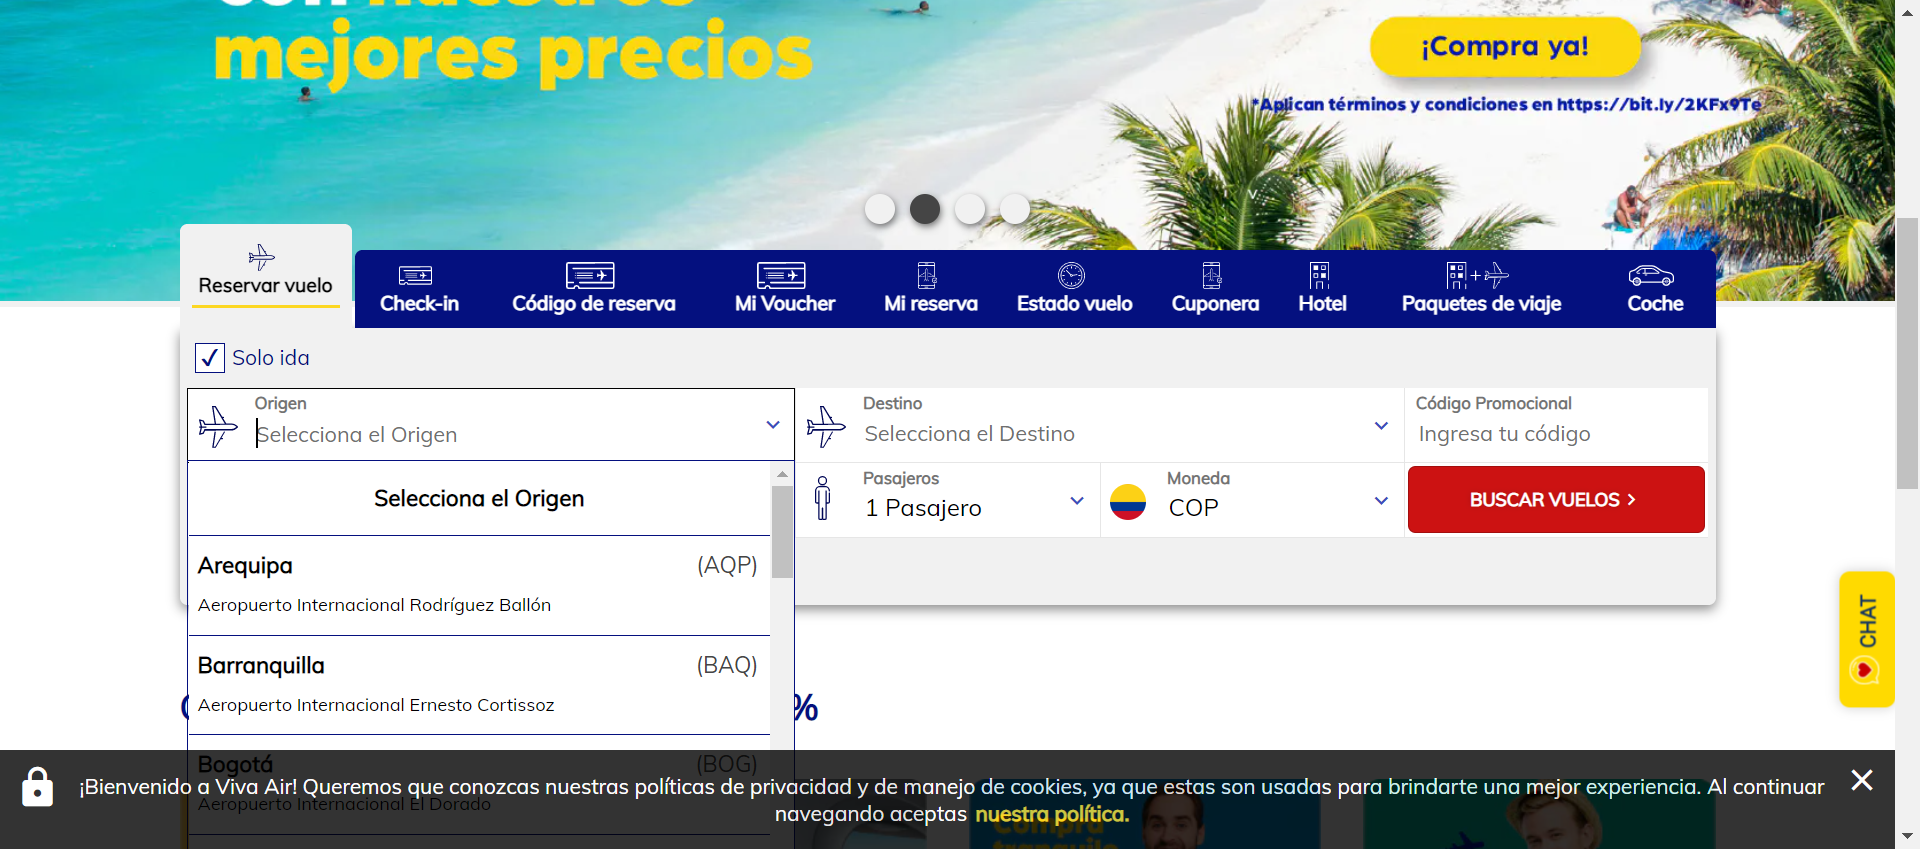 con nuestros
mejores precios
¡Compra ya!
*Aplican términos y condiciones en https://bit.ly/2KFx9Te
Reservar vuelo
Check-in
Código de reserva
Mi Voucher
Mi reserva
Estado vuelo
Cuponera
Hotel
Paquetes de viaje
Coche
Solo ida
Origen
Selecciona el Origen
Destino
Selecciona el Destino
Código Promocional
Ingresa tu código
Pasajeros
1 Pasajero
Moneda
COP
BUSCAR VUELOS >
Selecciona el Origen
Arequipa (AQP)
Aeropuerto Internacional Rodríguez Ballón
Barranquilla (BAQ)
Aeropuerto Internacional Ernesto Cortissoz
%
CHAT
Bogotá (BOG)
Aeropuerto Internacional El Dorado
¡Bienvenido a Viva Air! Queremos que conozcas nuestras políticas de privacidad y de manejo de cookies, ya que estas son usadas para brindarte una mejor experiencia. Al continuar
navegando aceptas nuestra política.
Compra
tranquilo